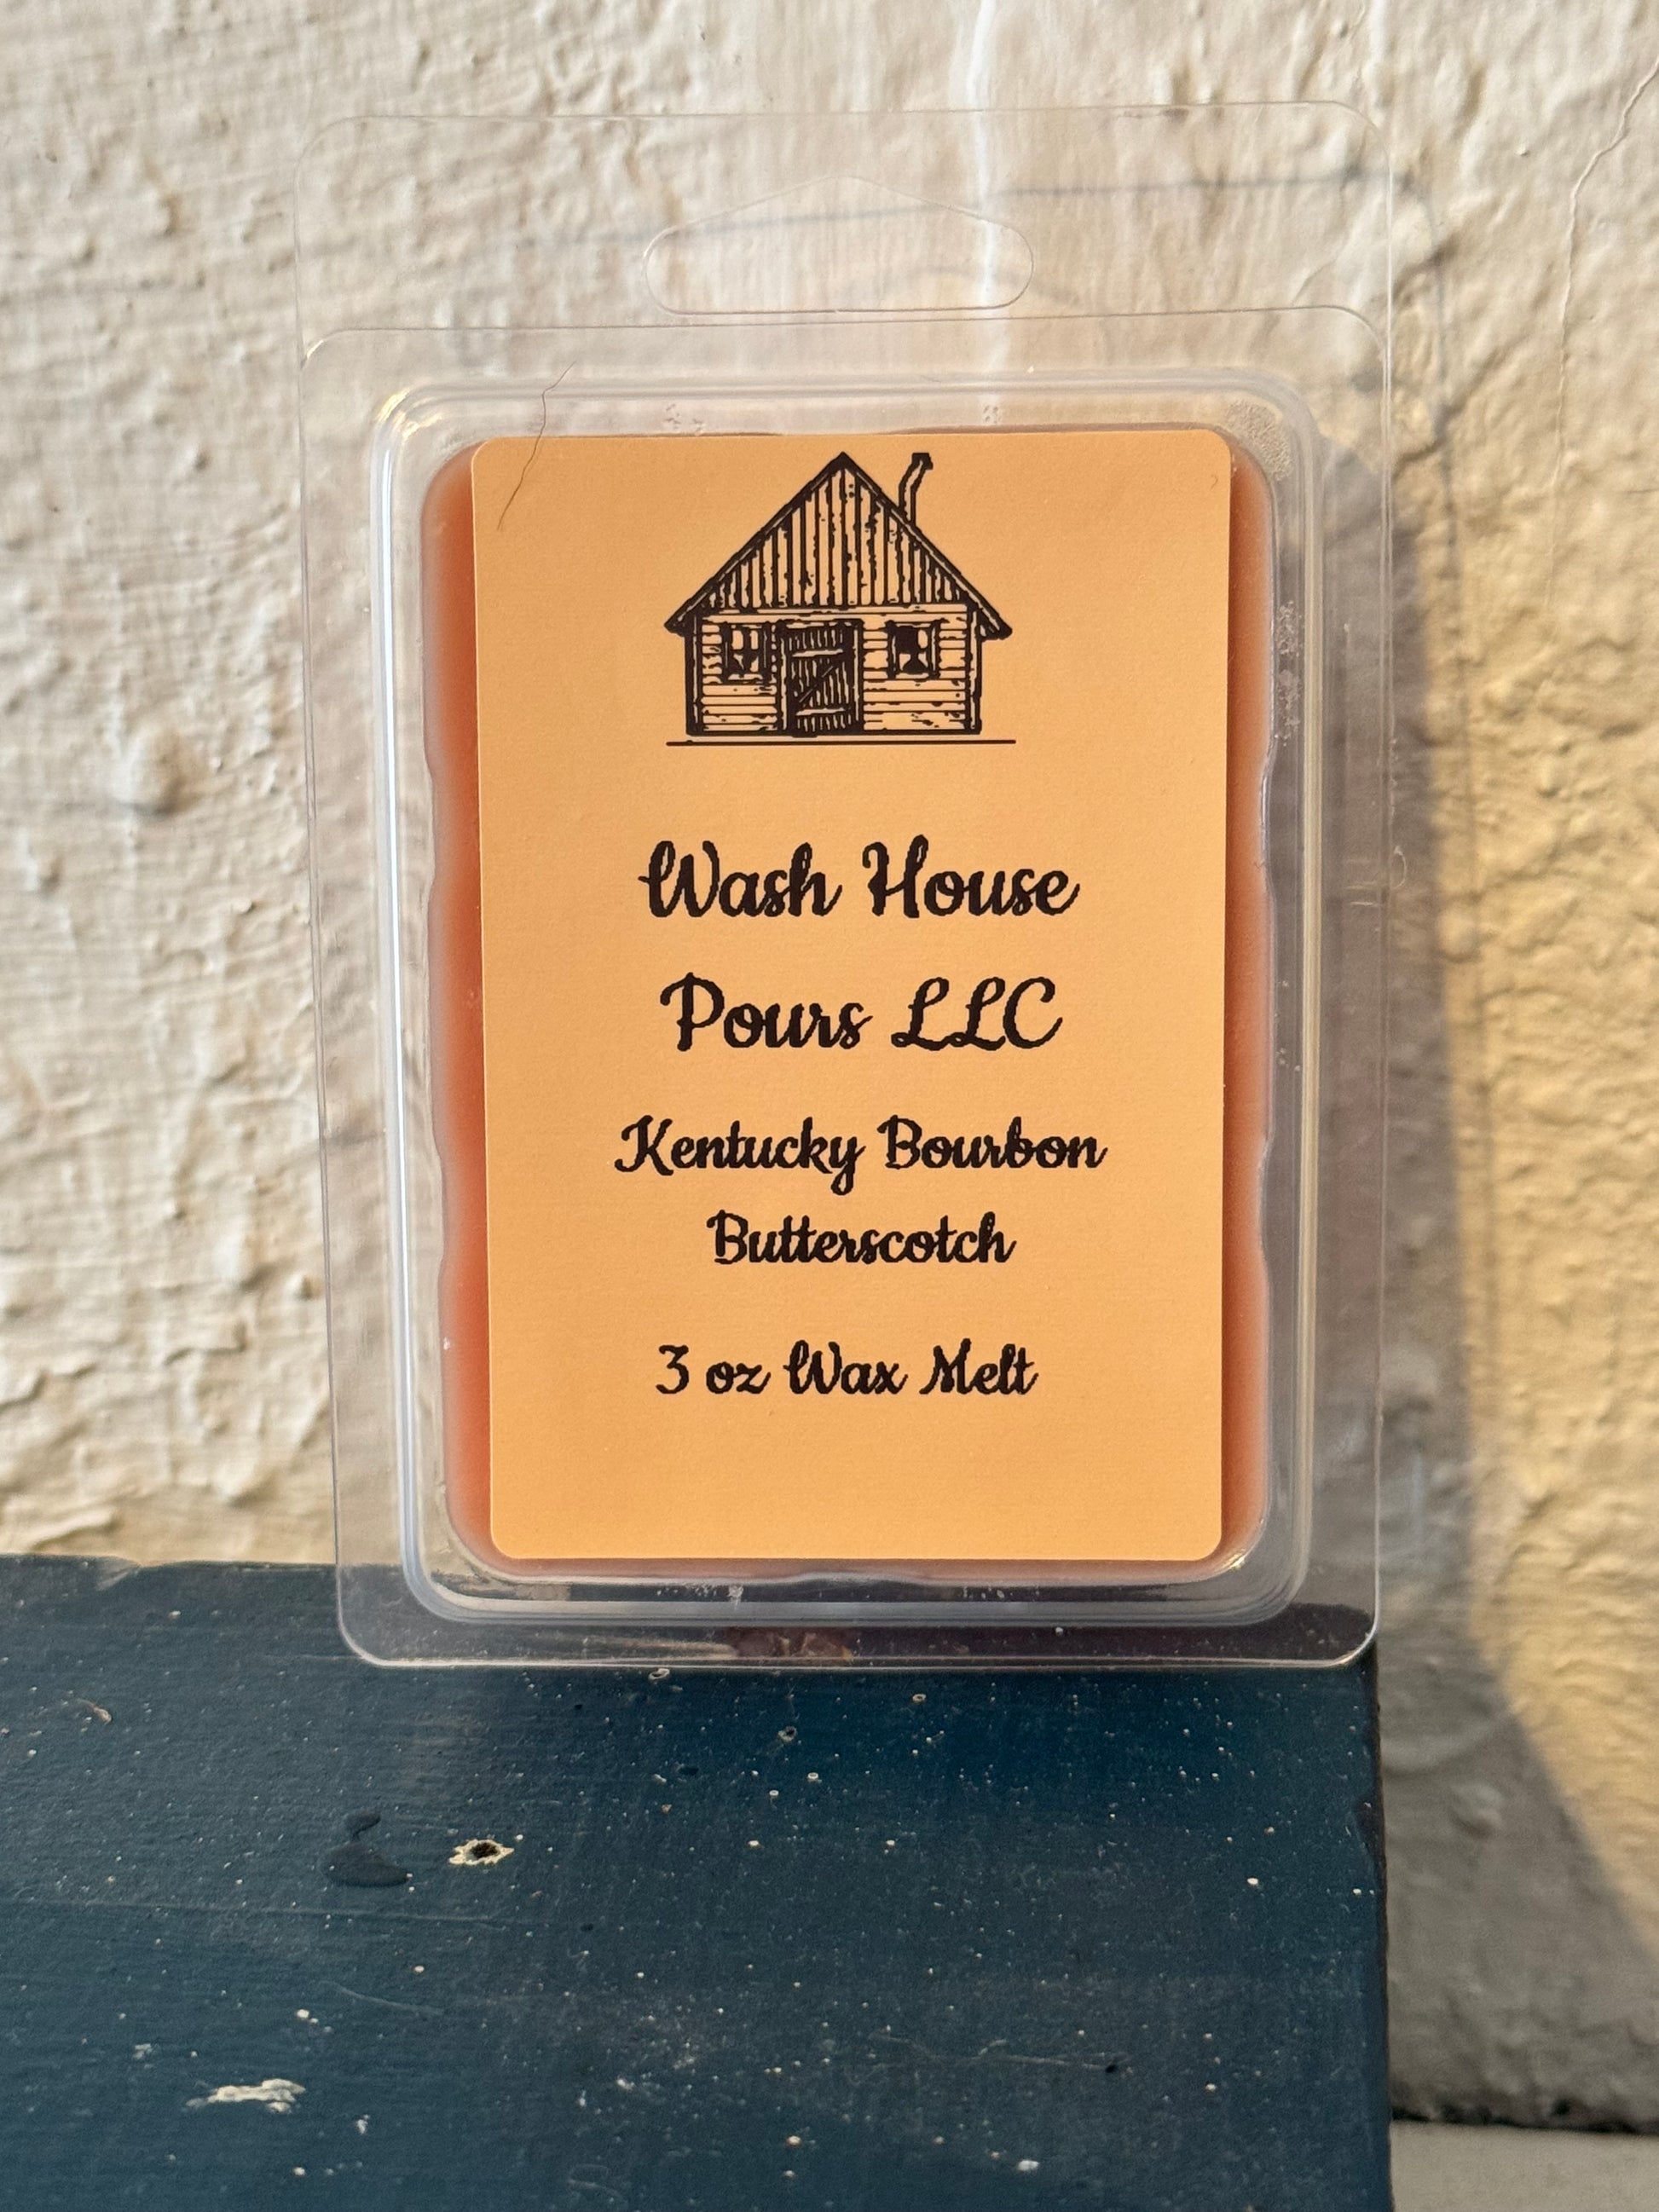 Wash House
Pours LLC
Kentucky Bourbon
Butterscotch
3 oz Wax Melt